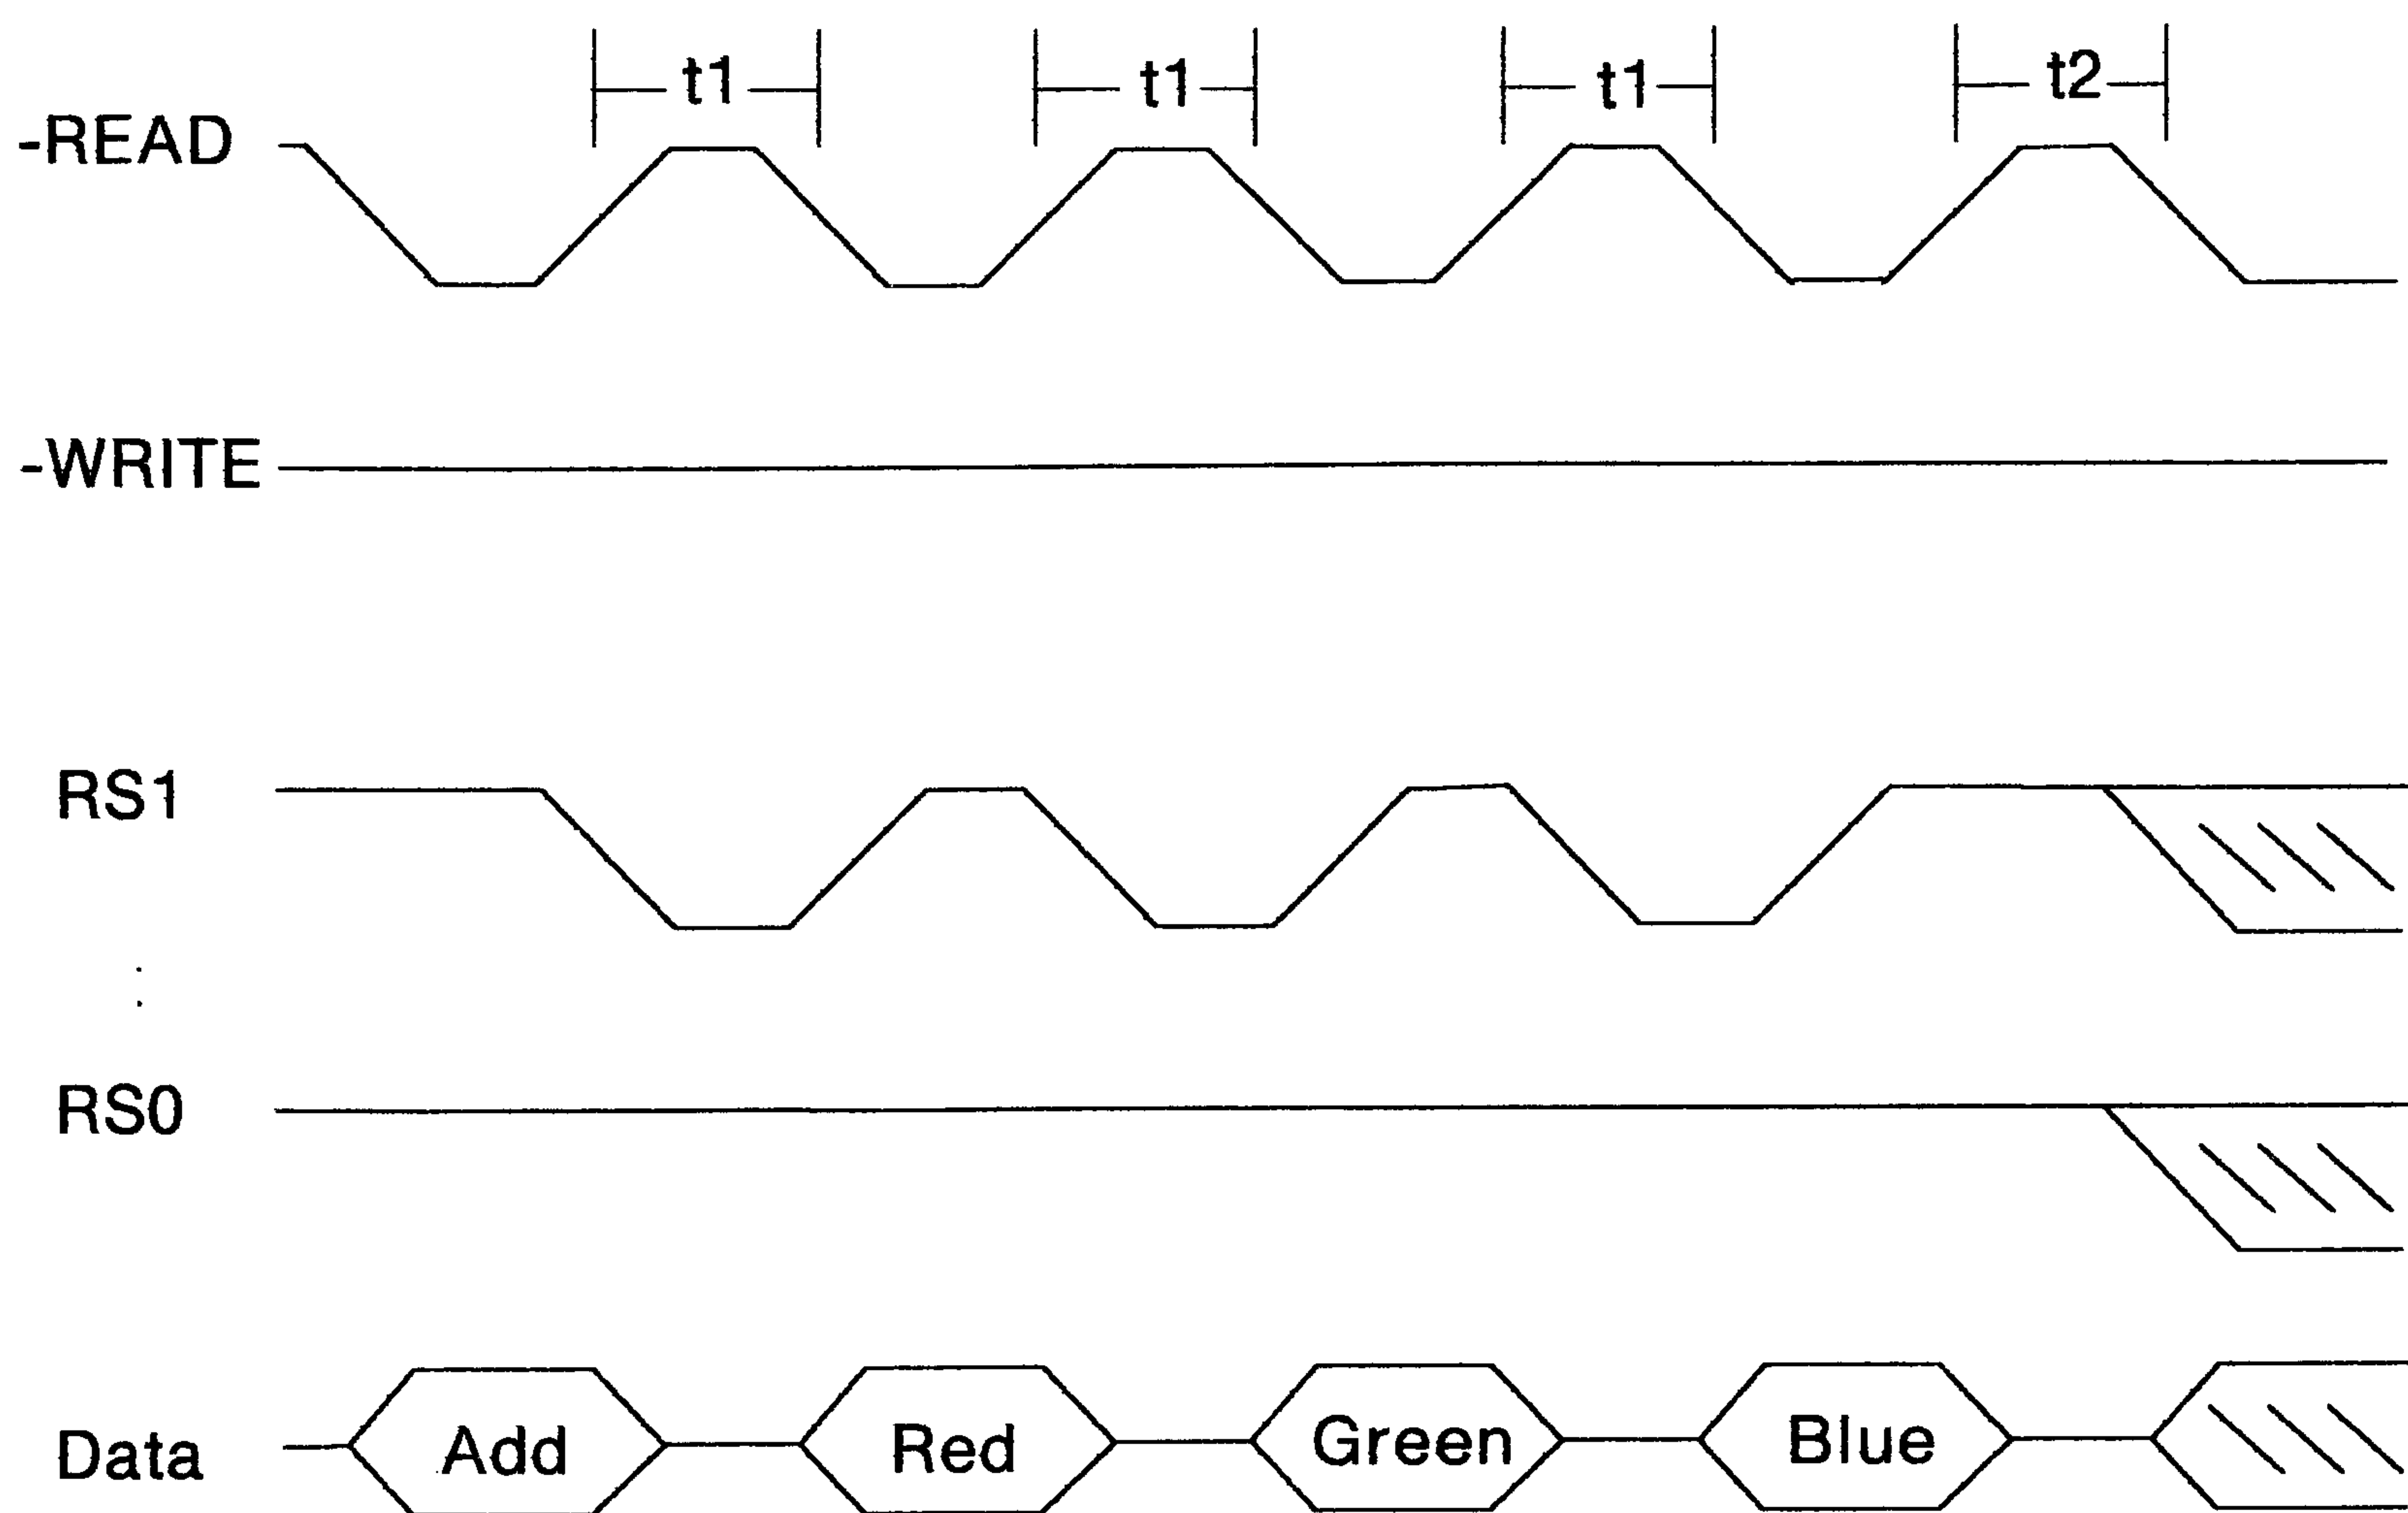 t1 t1 t1 t2
-READ
-WRITE
RS1
RS0
Data Add Red Green Blue